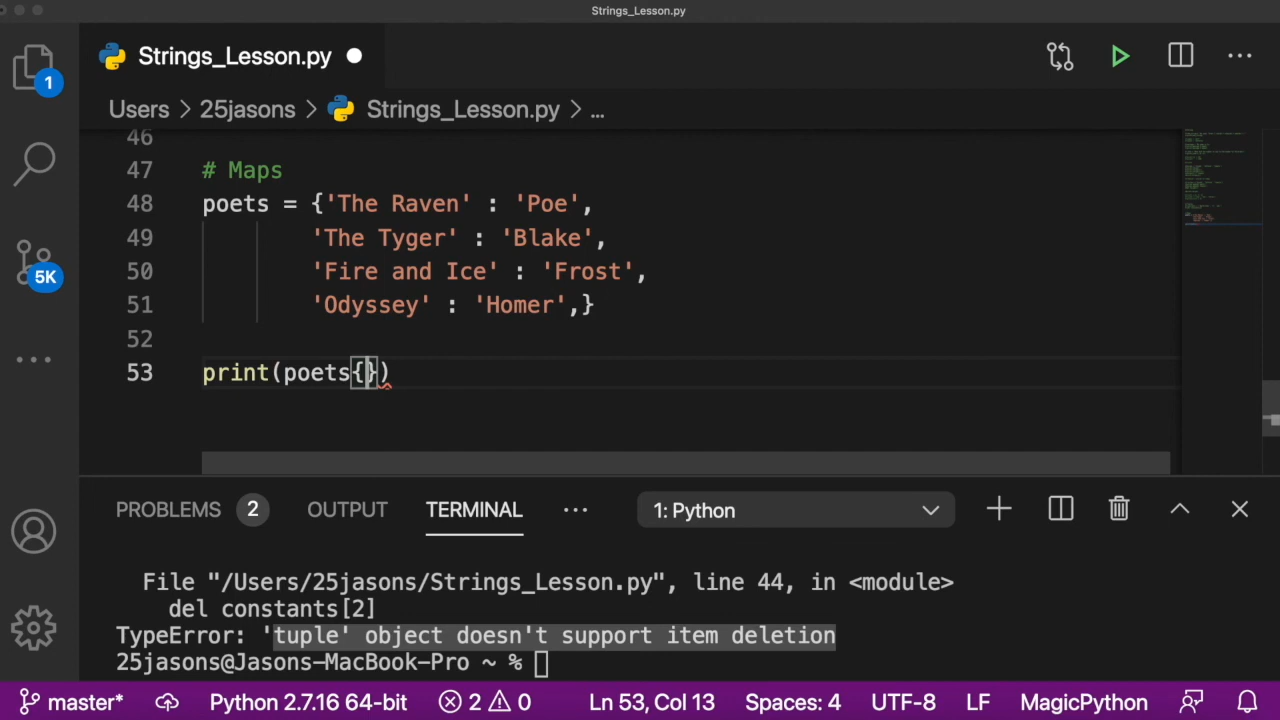 Strings_Lesson.py
Strings_Lesson.py
1
Users > 25jasons > Strings_Lesson.py > ...
46
47 # Maps
48 poets = {'The Raven' : 'Poe',
49 'The Tyger' : 'Blake',
50 'Fire and Ice' : 'Frost',
51 'Odyssey' : 'Homer',}
5K
52
53 print(poets{})
PROBLEMS 2 OUTPUT TERMINAL ... 1: Python
File "/Users/25jasons/Strings_Lesson.py", line 44, in <module>
del constants[2]
TypeError: 'tuple' object doesn't support item deletion
25jasons@Jasons-MacBook-Pro ~ %
master* Python 2.7.16 64-bit 2 0 Ln 53, Col 13 Spaces: 4 UTF-8 LF MagicPython